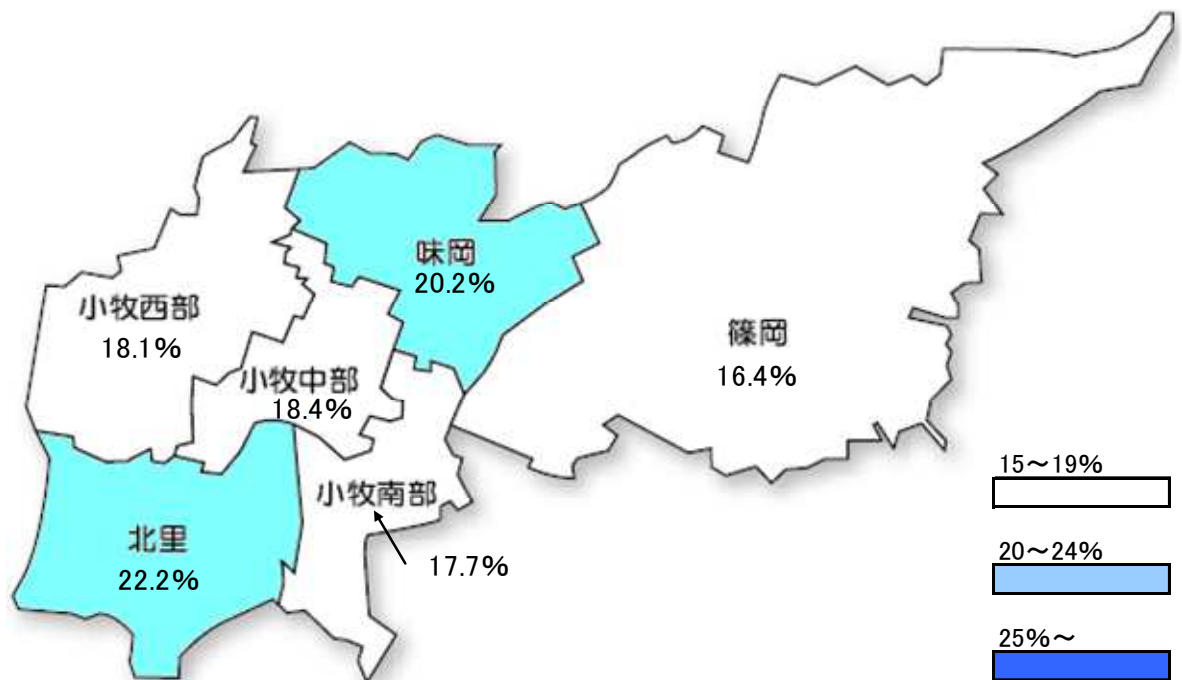 味岡
20.2%
小牧西部
18.1%
篠岡
16.4%
小牧中部
18.4%
小牧南部
17.7%
北里
22.2%
15～19%
20～24%
25%～